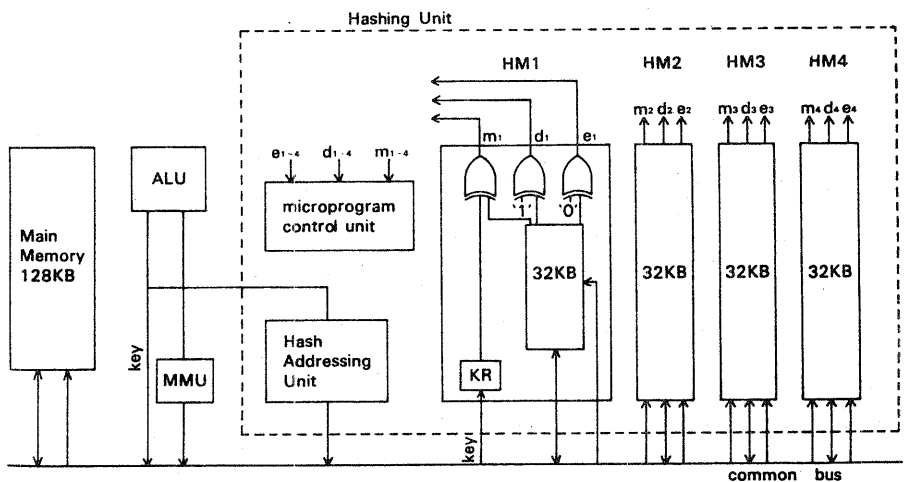 Hashing Unit
HM1
HM2
HM3
HM4
m₁
d₁
e₁
m₂ d₂ e₂
m₃ d₃ e₃
m₄ d₄ e₄
e₁₋₄
d₁₋₄
m₁₋₄
ALU
microprogram
control unit
'1'
'0'
Main
Memory
128KB
32KB
32KB
32KB
32KB
Hash
Addressing
Unit
key
MMU
KR
key
common bus